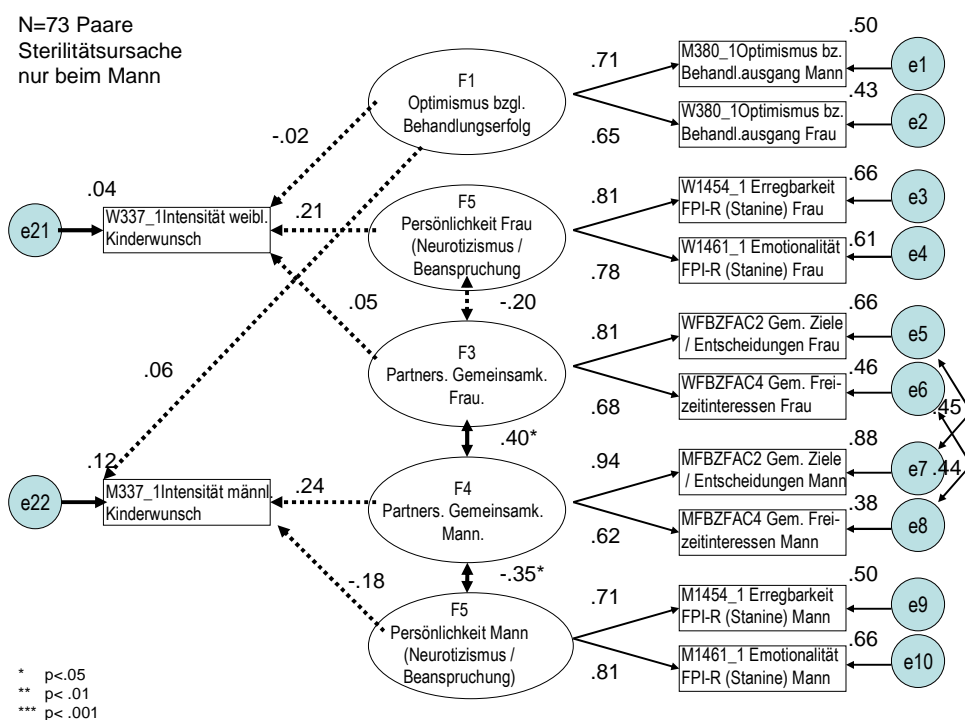 N=73 Paare
Sterilitätsursache
nur beim Mann
F1
Optimismus bzgl.
Behandlungserfolg
.71
.65
M380_1Optimismus bz.
Behandl.ausgang Mann
.50
e1
W380_1Optimismus bz.
Behandl.ausgang Frau
.43
e2
-.02
.04
e21
W337_1Intensität weibl.
Kinderwunsch
.21
F5
Persönlichkeit Frau
(Neurotizismus /
Beanspruchung
.81
.78
W1454_1 Erregbarkeit
FPI-R (Stanine) Frau
.66
e3
W1461_1 Emotionalität
FPI-R (Stanine) Frau
.61
e4
-.20
.05
.06
F3
Partners. Gemeinsamk.
Frau.
.81
.68
WFBZFAC2 Gem. Ziele
/ Entscheidungen Frau
.66
e5
WFBZFAC4 Gem. Frei-
zeitinteressen Frau
.46
e6
.45
.44
.40*
.12
e22
M337_1Intensität männl.
Kinderwunsch
.24
F4
Partners. Gemeinsamk.
Mann.
.94
.62
MFBZFAC2 Gem. Ziele
/ Entscheidungen Mann
.88
e7
MFBZFAC4 Gem. Frei-
zeitinteressen Mann
.38
e8
-.35*
-.18
F5
Persönlichkeit Mann
(Neurotizismus /
Beanspruchung)
.71
.81
M1454_1 Erregbarkeit
FPI-R (Stanine) Mann
.50
e9
M1461_1 Emotionalität
FPI-R (Stanine) Mann
.66
e10
* p<.05
** p< .01
*** p< .001